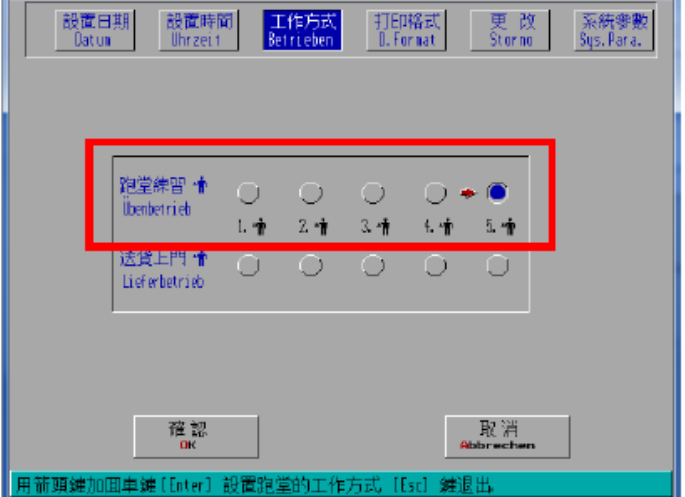 設置日期 設置時間 工作方式 打印格式 更 改 系統參數
Datum Uhrzeit Betrieben D.Format Storno Sys.Para.
跑堂練習
Übenbetrieb
1. 2. 3. 4. 5.
送貨上門
Lieferbetrieb
確認 取消
OK Abbrechen
用箭頭鍵加回車鍵[Enter] 設置跑堂的工作方式, [Esc] 鍵退出.